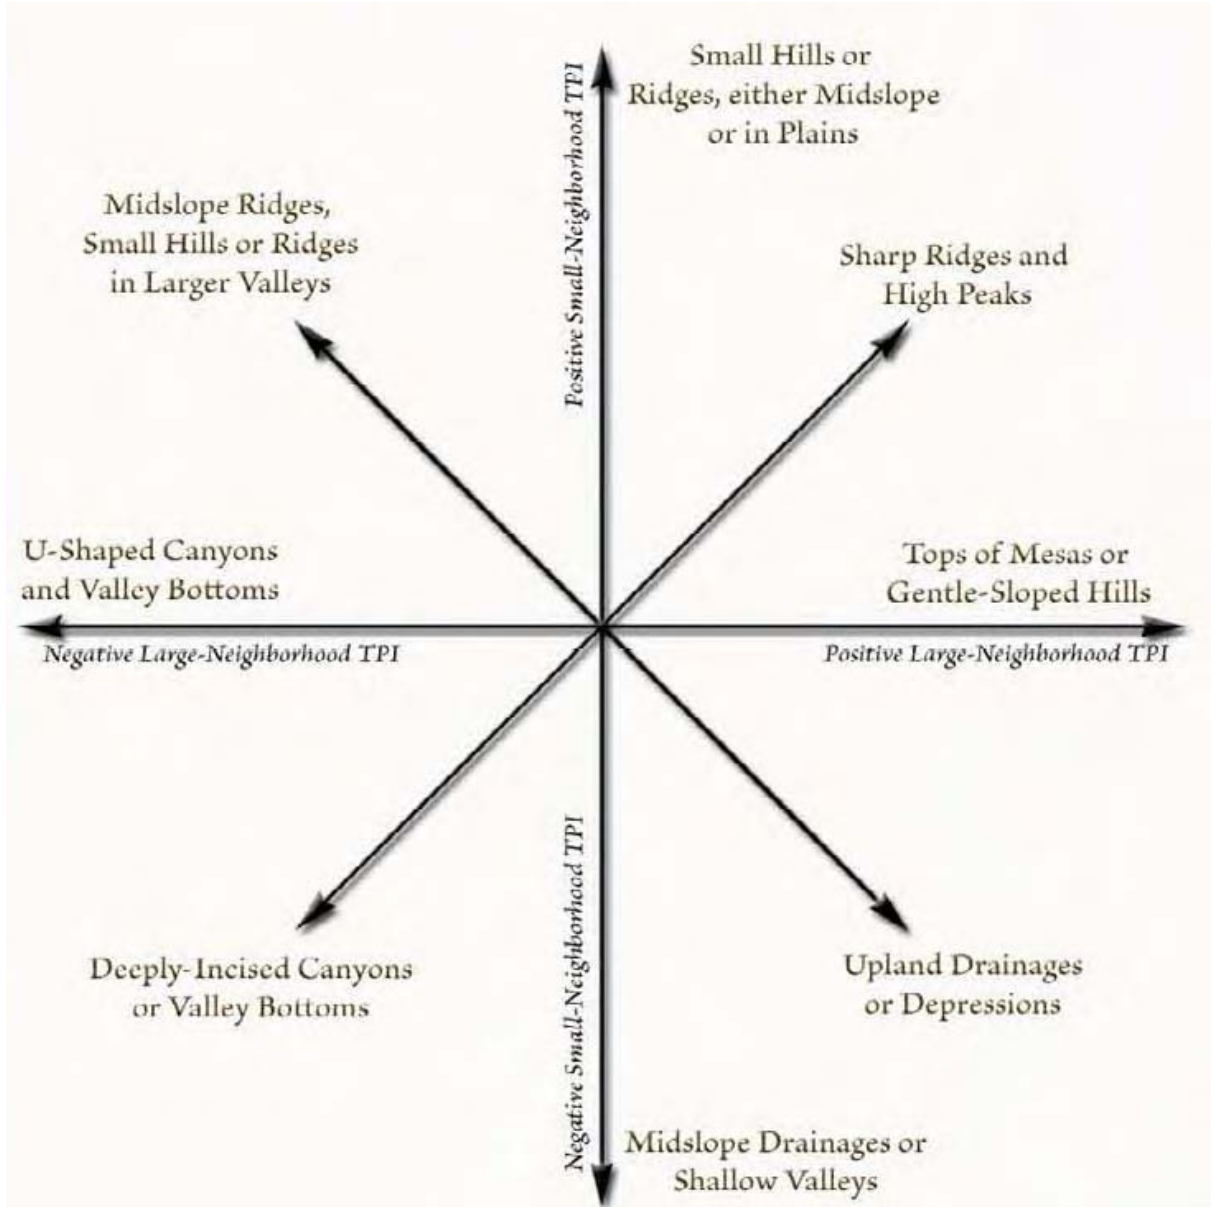 Small Hills or
Ridges, either Midslope
or in Plains
Positive Small-Neighborhood TPI
Midslope Ridges,
Small Hills or Ridges
in Larger Valleys
Sharp Ridges and
High Peaks
U-Shaped Canyons
and Valley Bottoms
Tops of Mesas or
Gentle-Sloped Hills
Negative Large-Neighborhood TPI
Positive Large-Neighborhood TPI
Negative Small-Neighborhood TPI
Deeply-Incised Canyons
or Valley Bottoms
Upland Drainages
or Depressions
Midslope Drainages or
Shallow Valleys